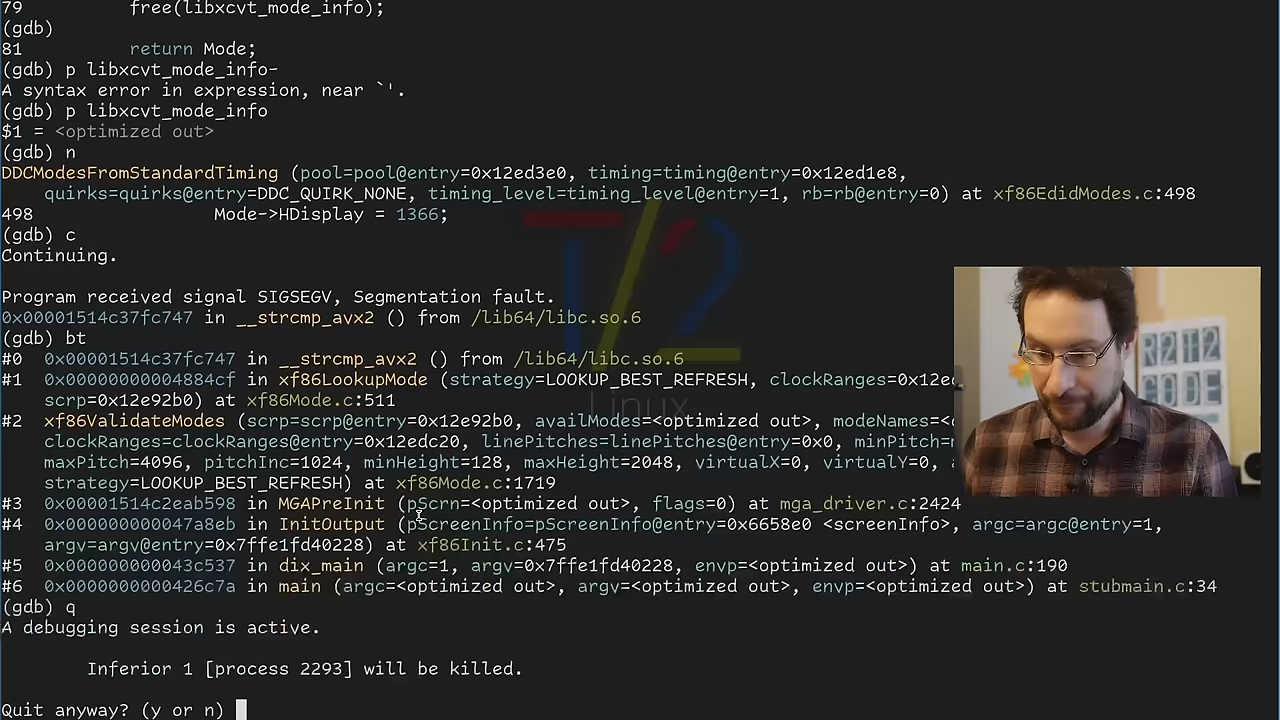 79          free(libxcvt_mode_info);
(gdb)
81          return Mode;
(gdb) p libxcvt_mode_info-
A syntax error in expression, near `'.
(gdb) p libxcvt_mode_info
$1 = <optimized out>
(gdb) n
DDCModesFromStandardTiming (pool=pool@entry=0x12ed3e0, timing=timing@entry=0x12ed1e8,
    quirks=quirks@entry=DDC_QUIRK_NONE, timing_level=timing_level@entry=1, rb=rb@entry=0) at xf86EdidModes.c:498
498                 Mode->HDisplay = 1366;
(gdb) c
Continuing.
Program received signal SIGSEGV, Segmentation fault.
0x00001514c37fc747 in __strcmp_avx2 () from /lib64/libc.so.6
(gdb) bt
#0  0x00001514c37fc747 in __strcmp_avx2 () from /lib64/libc.so.6
#1  0x00000000004884cf in xf86LookupMode (strategy=LOOKUP_BEST_REFRESH, clockRanges=0x12ed
    scrp=0x12e92b0) at xf86Mode.c:511
#2  xf86ValidateModes (scrp=scrp@entry=0x12e92b0, availModes=<optimized out>, modeNames=<
    clockRanges=clockRanges@entry=0x12edc20, linePitches=linePitches@entry=0x0, minPitch=
    maxPitch=4096, pitchInc=1024, minHeight=128, maxHeight=2048, virtualX=0, virtualY=0,
    strategy=LOOKUP_BEST_REFRESH) at xf86Mode.c:1719
#3  0x00001514c2eab598 in MGAPreInit (pScrn=<optimized out>, flags=0) at mga_driver.c:2424
#4  0x000000000047a8eb in InitOutput (pScreenInfo=pScreenInfo@entry=0x6658e0 <screenInfo>, argc=argc@entry=1,
    argv=argv@entry=0x7ffe1fd40228) at xf86Init.c:475
#5  0x000000000043c537 in dix_main (argc=1, argv=0x7ffe1fd40228, envp=<optimized out>) at main.c:190
#6  0x0000000000426c7a in main (argc=<optimized out>, argv=<optimized out>, envp=<optimized out>) at stubmain.c:34
(gdb) q
A debugging session is active.
        Inferior 1 [process 2293] will be killed.
Quit anyway? (y or n)
T/2
Linux
R2T2
CODE